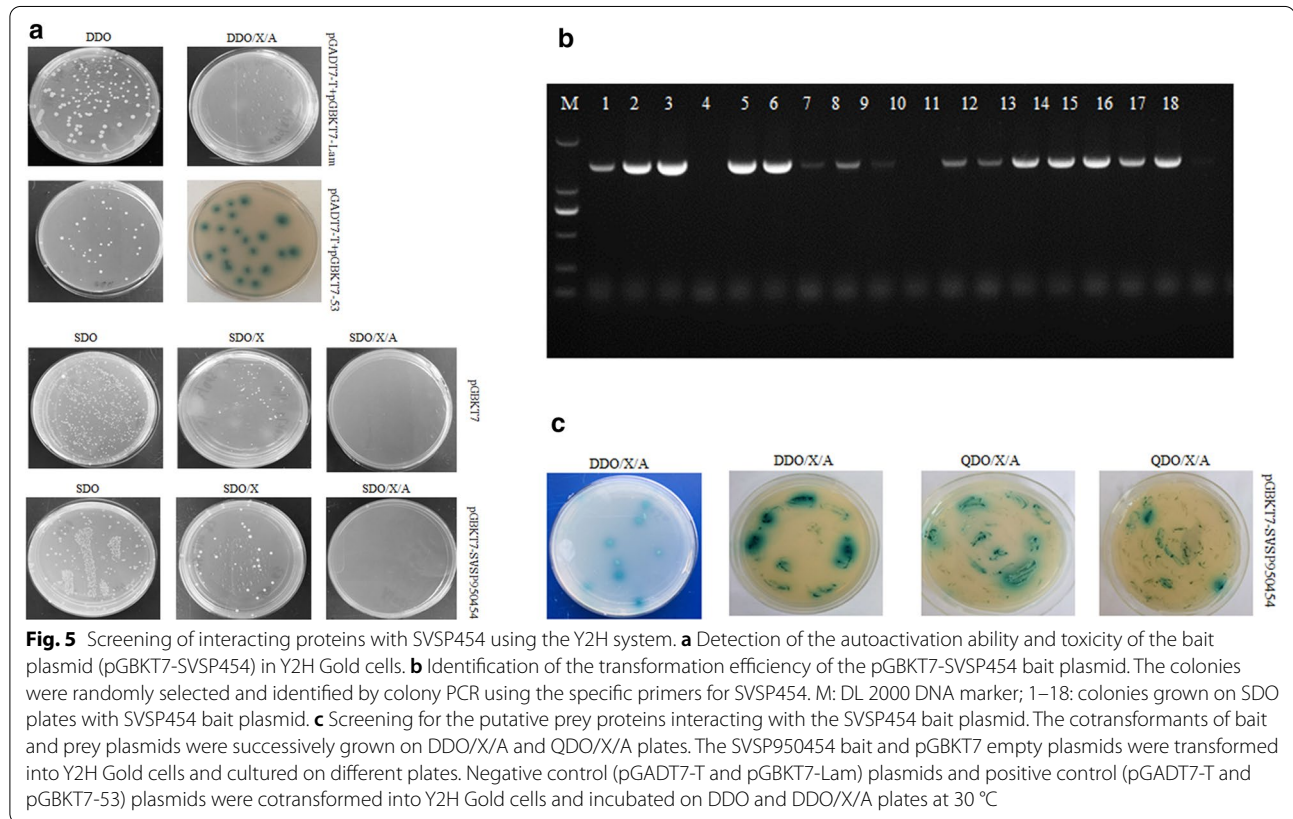 a
DDO
DDO/X/A
pGADT7-T+pGBKT7-Lam
pGADT7-T+pGBKT7-53
SDO
SDO/X
SDO/X/A
pGBKT7
SDO
SDO/X
SDO/X/A
pGBKT7-SVSP950454
b
M 1 2 3 4 5 6 7 8 9 10 11 12 13 14 15 16 17 18
c
DDO/X/A
DDO/X/A
QDO/X/A
QDO/X/A
pGBKT7-SVSP950454
Fig. 5 Screening of interacting proteins with SVSP454 using the Y2H system. a Detection of the autoactivation ability and toxicity of the bait
plasmid (pGBKT7-SVSP454) in Y2H Gold cells. b Identification of the transformation efficiency of the pGBKT7-SVSP454 bait plasmid. The colonies
were randomly selected and identified by colony PCR using the specific primers for SVSP454. M: DL 2000 DNA marker; 1–18: colonies grown on SDO
plates with SVSP454 bait plasmid. c Screening for the putative prey proteins interacting with the SVSP454 bait plasmid. The cotransformants of bait
and prey plasmids were successively grown on DDO/X/A and QDO/X/A plates. The SVSP950454 bait and pGBKT7 empty plasmids were transformed
into Y2H Gold cells and cultured on different plates. Negative control (pGADT7-T and pGBKT7-Lam) plasmids and positive control (pGADT7-T and
pGBKT7-53) plasmids were cotransformed into Y2H Gold cells and incubated on DDO and DDO/X/A plates at 30 °C